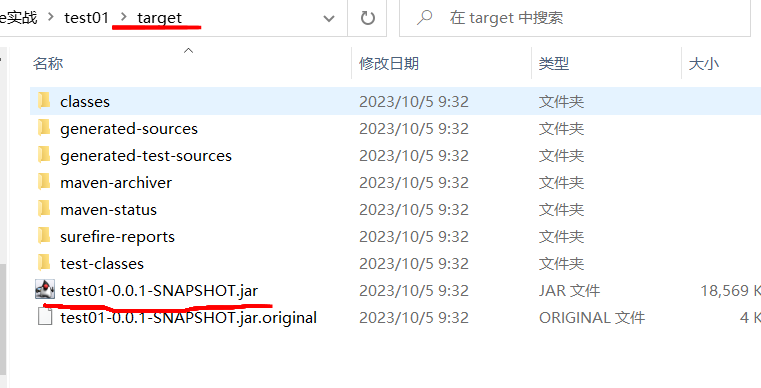 e实战 › test01 › target
在 target 中搜索
名称 修改日期 类型 大小
classes 2023/10/5 9:32 文件夹
generated-sources 2023/10/5 9:32 文件夹
generated-test-sources 2023/10/5 9:32 文件夹
maven-archiver 2023/10/5 9:32 文件夹
maven-status 2023/10/5 9:32 文件夹
surefire-reports 2023/10/5 9:32 文件夹
test-classes 2023/10/5 9:32 文件夹
test01-0.0.1-SNAPSHOT.jar 2023/10/5 9:32 JAR 文件 18,569 K
test01-0.0.1-SNAPSHOT.jar.original 2023/10/5 9:32 ORIGINAL 文件 4 K